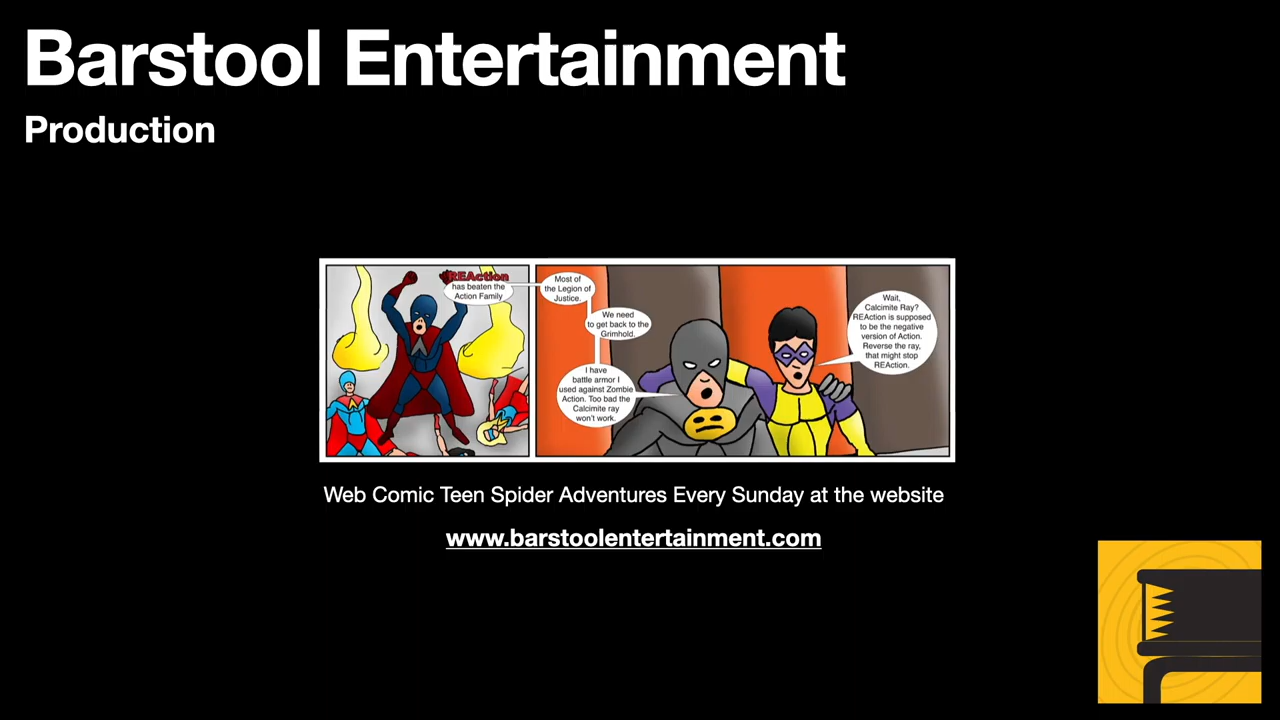 Barstool Entertainment
Production
REAction
has beaten the
Action Family
Most of
the Legion of
Justice.
We need
to get back to the
Grimhold.
I have
battle armor I
used against Zombie
Action. Too bad the
Calcimite ray
won't work.
Wait,
Calcimite Ray?
REAction is supposed
to be the negative
version of Action.
Reverse the ray,
that might stop
REAction.
Web Comic Teen Spider Adventures Every Sunday at the website
www.barstoolentertainment.com